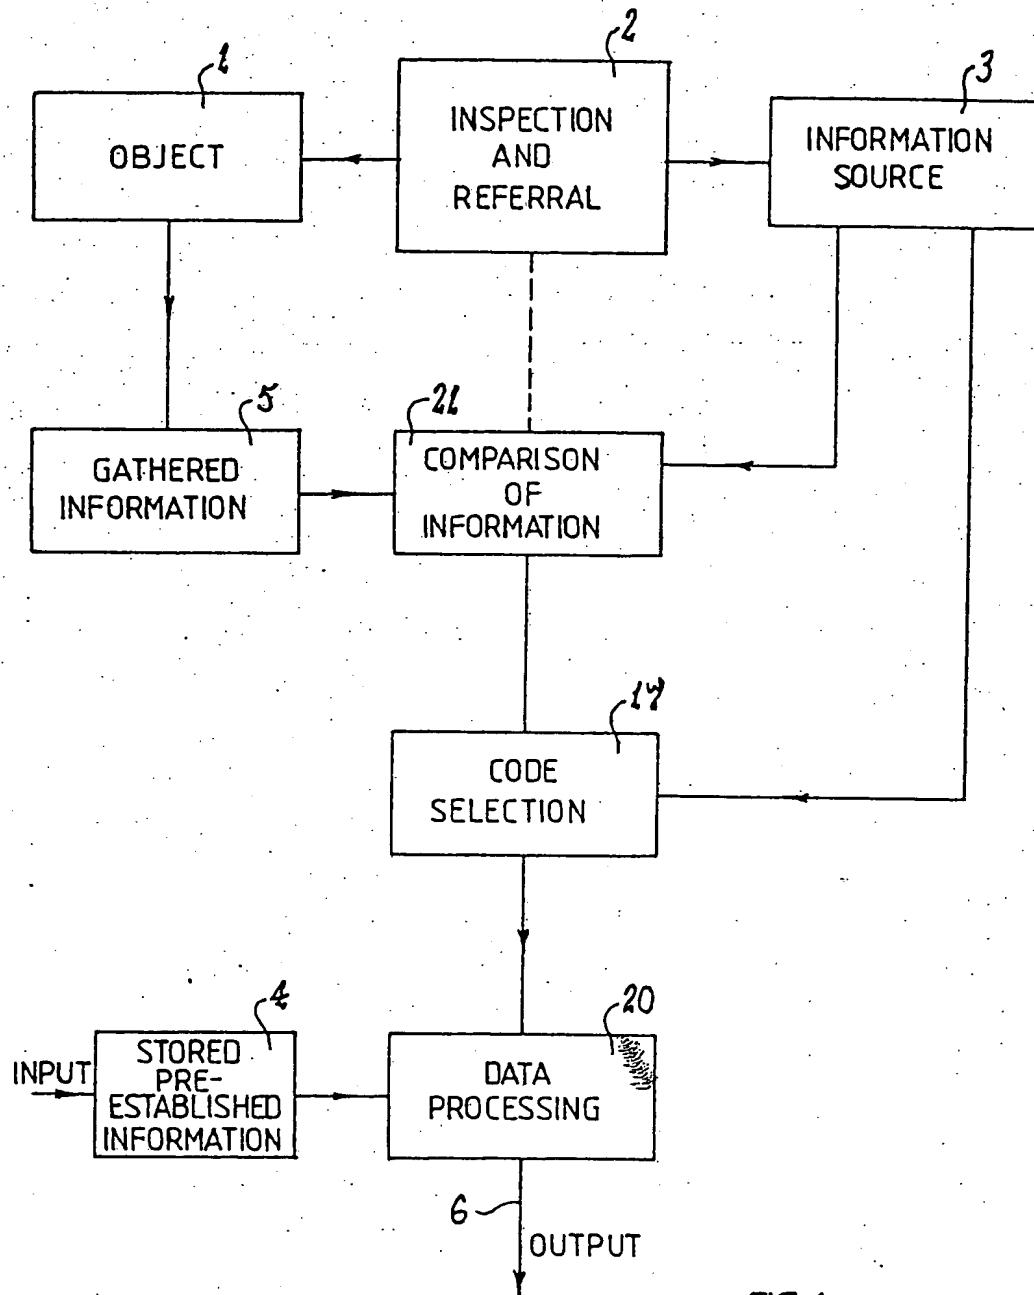 1
OBJECT
2
INSPECTION
AND
REFERRAL
3
INFORMATION
SOURCE
5
GATHERED
INFORMATION
21
COMPARISON
OF
INFORMATION
CODE
SELECTION
4
INPUT
STORED
PRE-
ESTABLISHED
INFORMATION
20
DATA
PROCESSING
6
OUTPUT